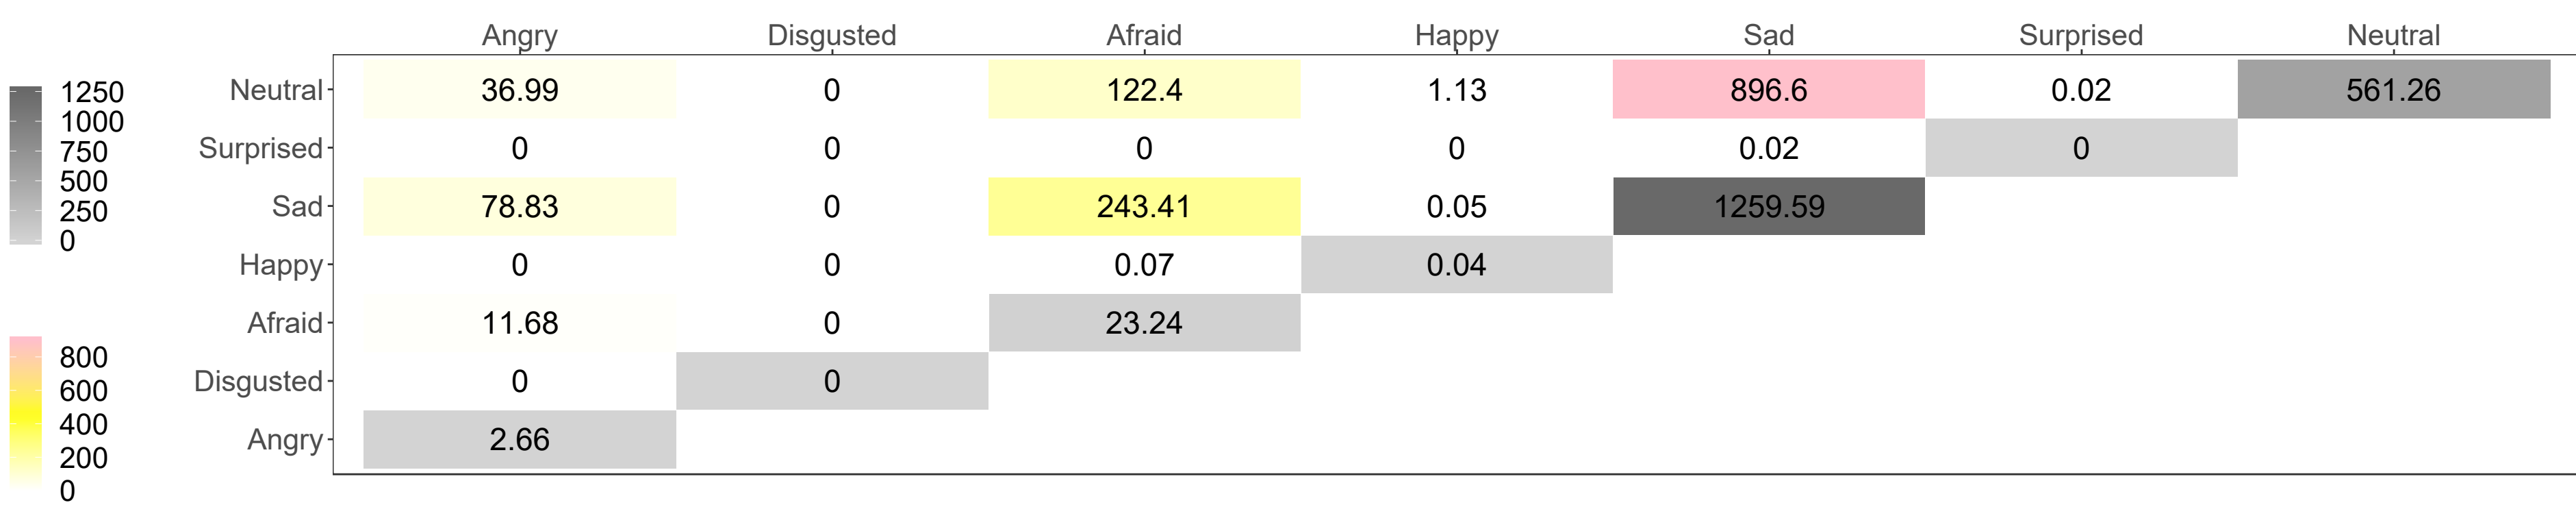 Angry Disgusted Afraid Happy Sad Surprised Neutral
Neutral 36.99 0 122.4 1.13 896.6 0.02 561.26
Surprised 0 0 0 0 0.02 0
Sad 78.83 0 243.41 0.05 1259.59
Happy 0 0 0.07 0.04
Afraid 11.68 0 23.24
Disgusted 0 0
Angry 2.66
1250
1000
750
500
250
0
800
600
400
200
0